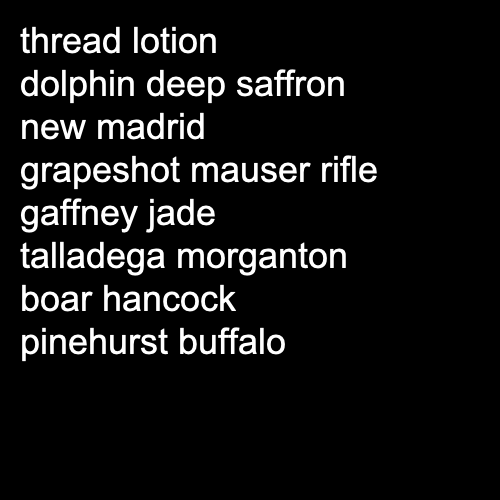 thread lotion
dolphin deep saffron
new madrid
grapeshot mauser rifle
gaffney jade
talladega morganton
boar hancock
pinehurst buffalo